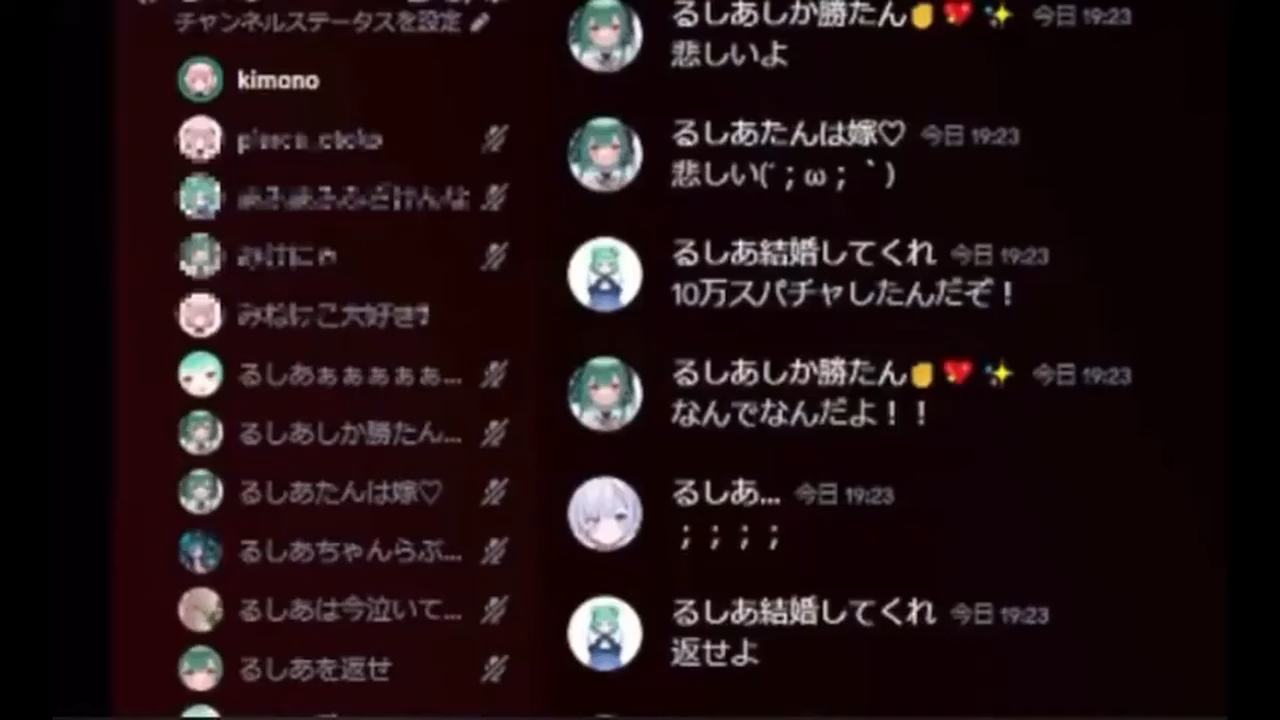 チャンネルステータスを設定
kimono
みけにゃ
みねけこ大好き!
るしあぁぁぁぁぁ...
るしあしか勝たん...
るしあたんは嫁♡
るしあちゃんらぶ...
るしあは今泣いて...
るしあを返せ
るしあしか勝たん✊❤️✨ 今日 19:23
悲しいよ
るしあたんは嫁♡ 今日 19:23
悲しい(´；ω；｀)
るしあ結婚してくれ 今日 19:23
10万スパチャしたんだぞ！
るしあしか勝たん✊❤️✨ 今日 19:23
なんでなんだよ！！
るしあ... 今日 19:23
；；；；
るしあ結婚してくれ 今日 19:23
返せよ